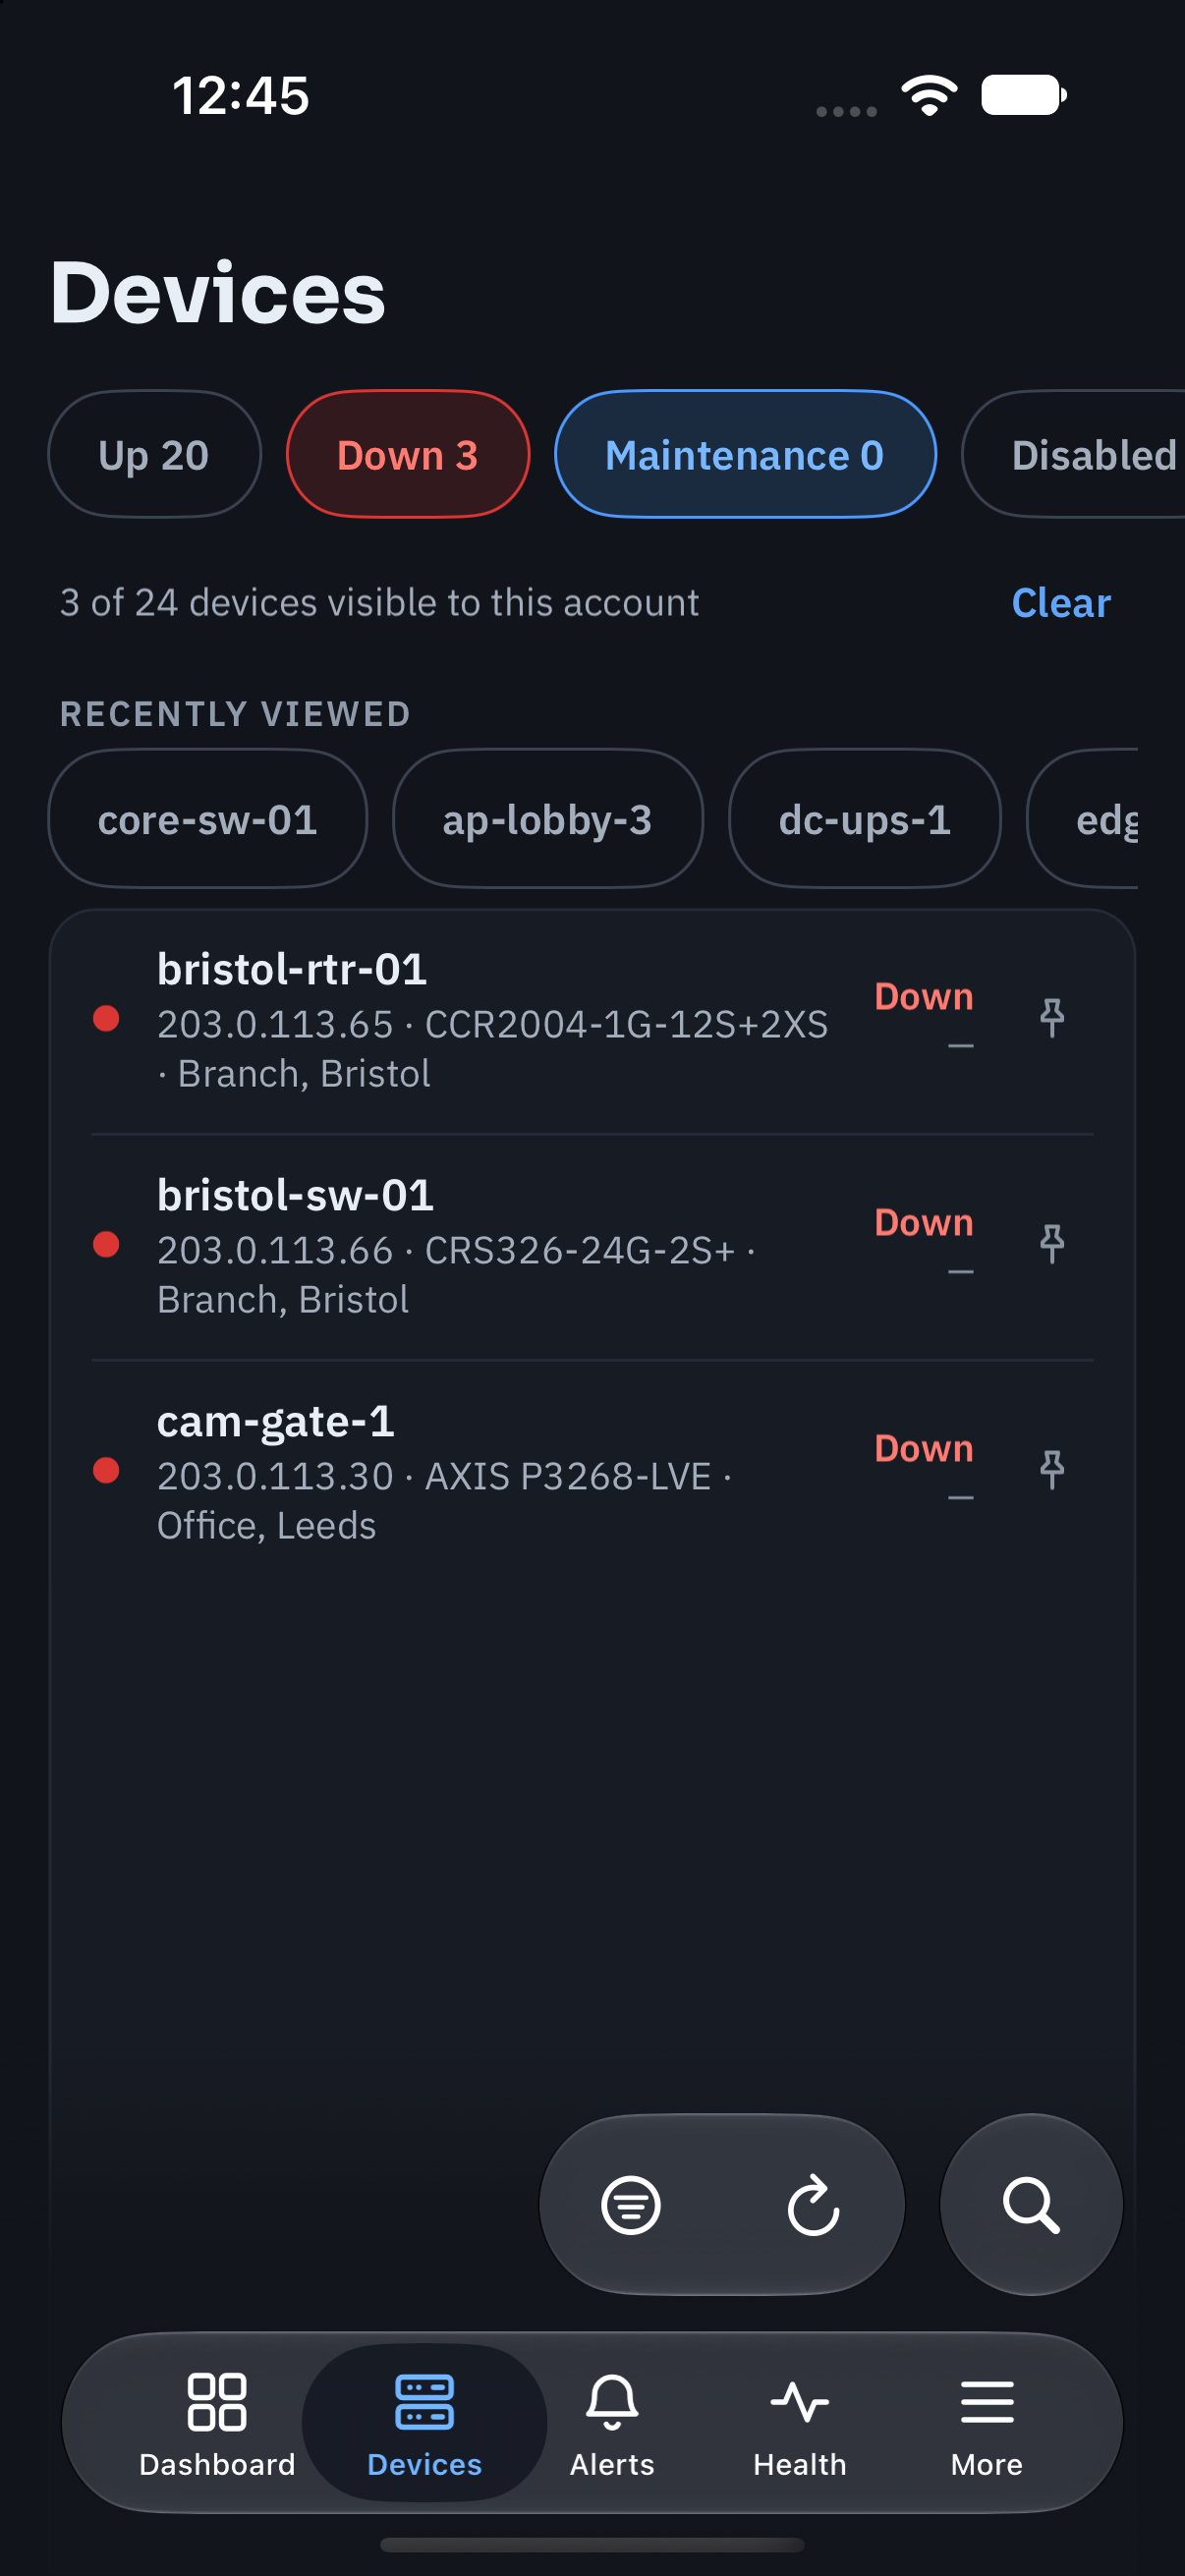 12:45
Devices
Up 20
Down 3
Maintenance 0
Disabled
3 of 24 devices visible to this account
Clear
RECENTLY VIEWED
core-sw-01
ap-lobby-3
dc-ups-1
edg
bristol-rtr-01
203.0.113.65 · CCR2004-1G-12S+2XS
· Branch, Bristol
Down
—
bristol-sw-01
203.0.113.66 · CRS326-24G-2S+ ·
Branch, Bristol
Down
—
cam-gate-1
203.0.113.30 · AXIS P3268-LVE ·
Office, Leeds
Down
—
Dashboard
Devices
Alerts
Health
More